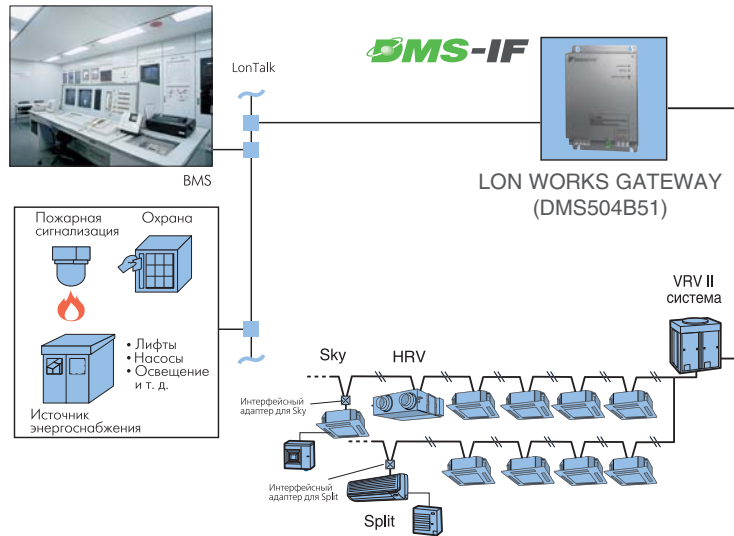 LonTalk
DMS-IF
BMS
LON WORKS GATEWAY
(DMS504B51)
Пожарная
сигнализация
Охрана
• Лифты
• Насосы
• Освещение
и т. д.
Источник
энергоснабжения
VRV II
система
Sky
HRV
Интерфейсный
адаптер для Sky
Интерфейсный
адаптер для Split
Split